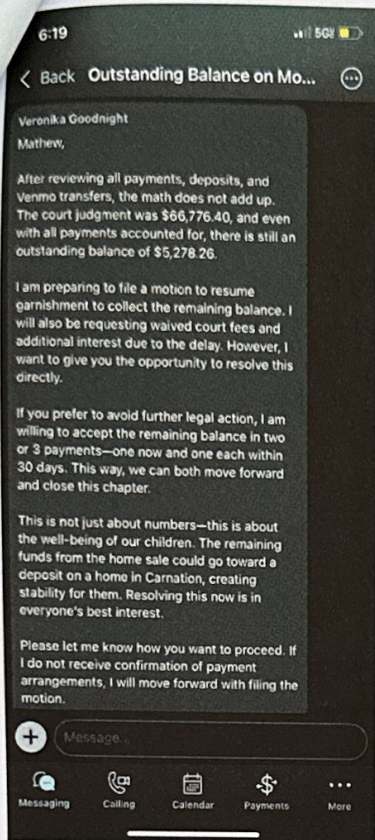 6:19
5G
Back Outstanding Balance on Mo...
Veronika Goodnight
Mathew,
After reviewing all payments, deposits, and
Venmo transfers, the math does not add up.
The court judgment was $66,776.40, and even
with all payments accounted for, there is still an
outstanding balance of $5,278.26.
I am preparing to file a motion to resume
garnishment to collect the remaining balance. I
will also be requesting waived court fees and
additional interest due to the delay. However, I
want to give you the opportunity to resolve this
directly.
If you prefer to avoid further legal action, I am
willing to accept the remaining balance in two
or 3 payments—one now and one each within
30 days. This way, we can both move forward
and close this chapter.
This is not just about numbers—this is about
the well-being of our children. The remaining
funds from the home sale could go toward a
deposit on a home in Carnation, creating
stability for them. Resolving this now is in
everyone's best interest.
Please let me know how you want to proceed. If
I do not receive confirmation of payment
arrangements, I will move forward with filing the
motion.
Message...
Messaging Calling Calendar Payments More